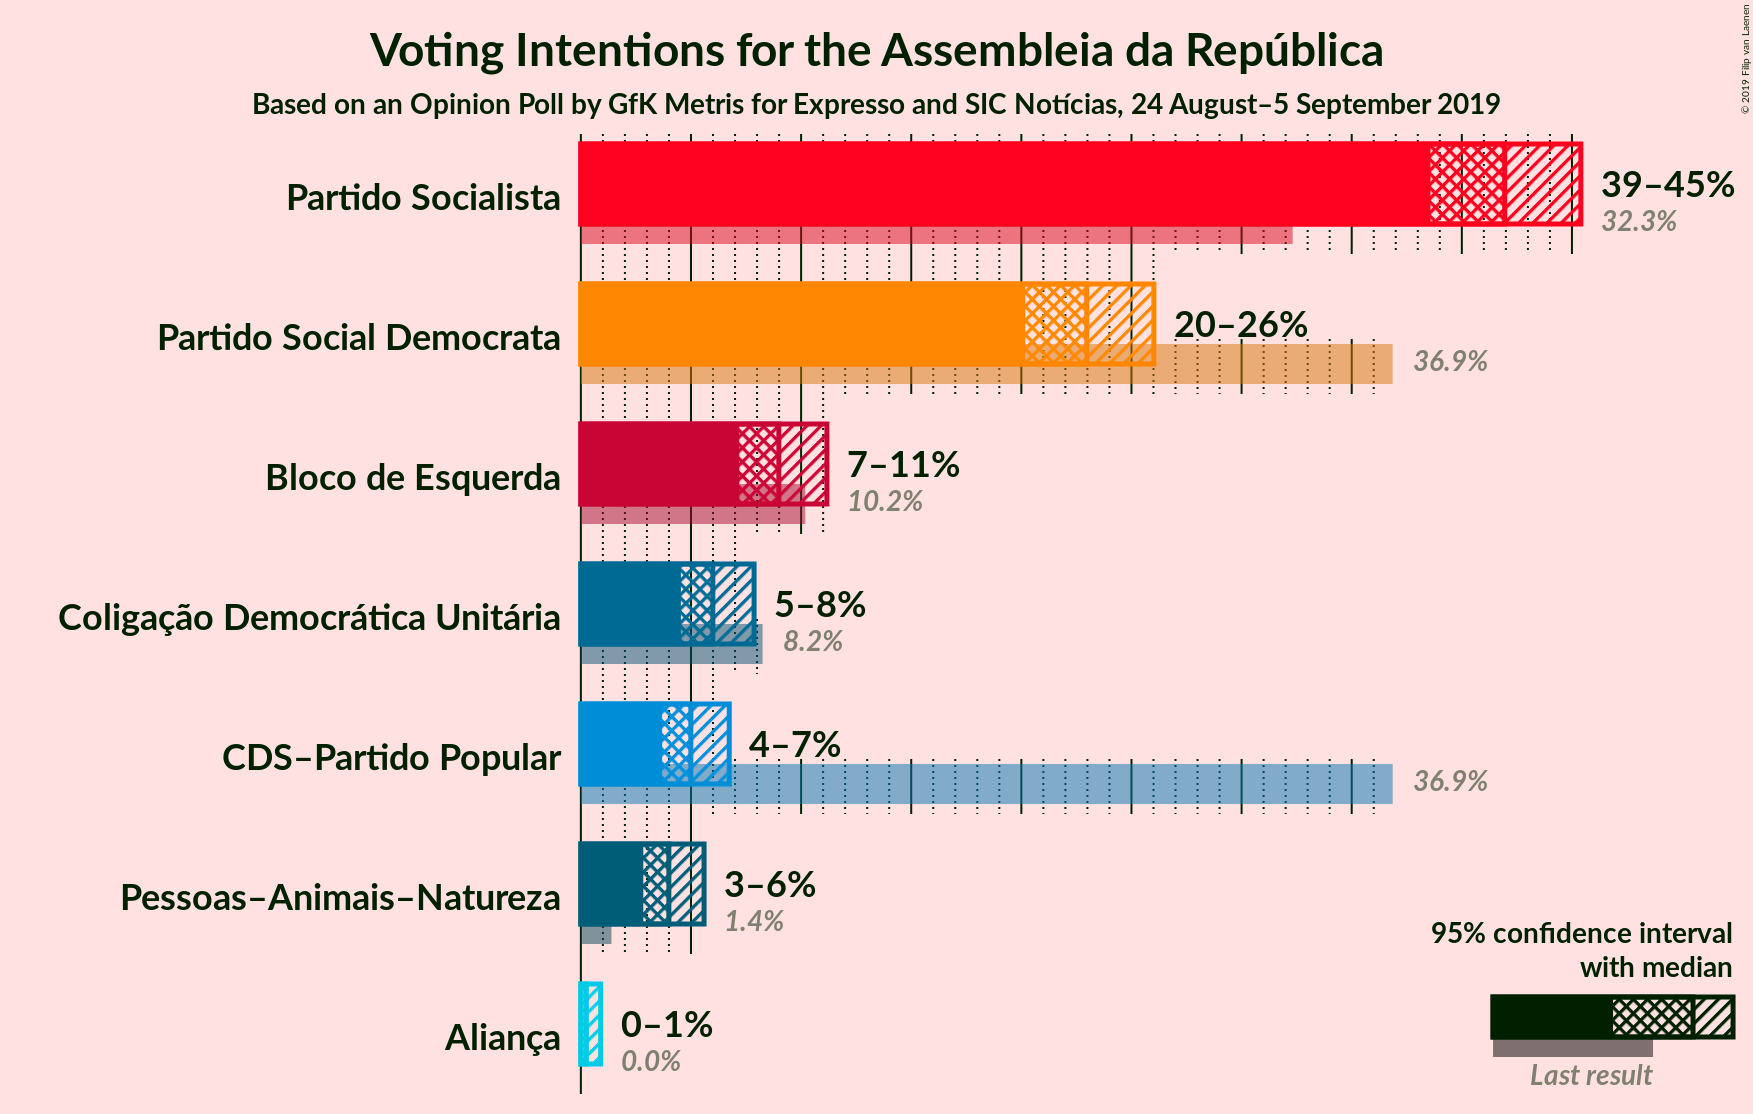 Voting Intentions for the Assembleia da República
Based on an Opinion Poll by GfK Metris for Expresso and SIC Notícias, 24 August–5 September 2019
© 2019 Filip van Laenen
Partido Socialista
39–45%
32.3%
Partido Social Democrata
20–26%
36.9%
Bloco de Esquerda
7–11%
10.2%
Coligação Democrática Unitária
5–8%
8.2%
CDS–Partido Popular
4–7%
36.9%
Pessoas–Animais–Natureza
3–6%
1.4%
Aliança
0–1%
0.0%
95% confidence interval
with median
Last result